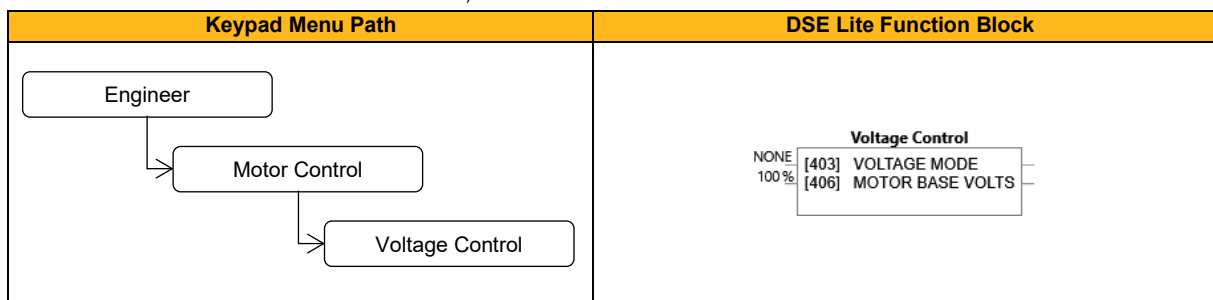 Keypad Menu Path
DSE Lite Function Block
Engineer
Motor Control
Voltage Control
Voltage Control
NONE [403] VOLTAGE MODE
100 % [406] MOTOR BASE VOLTS